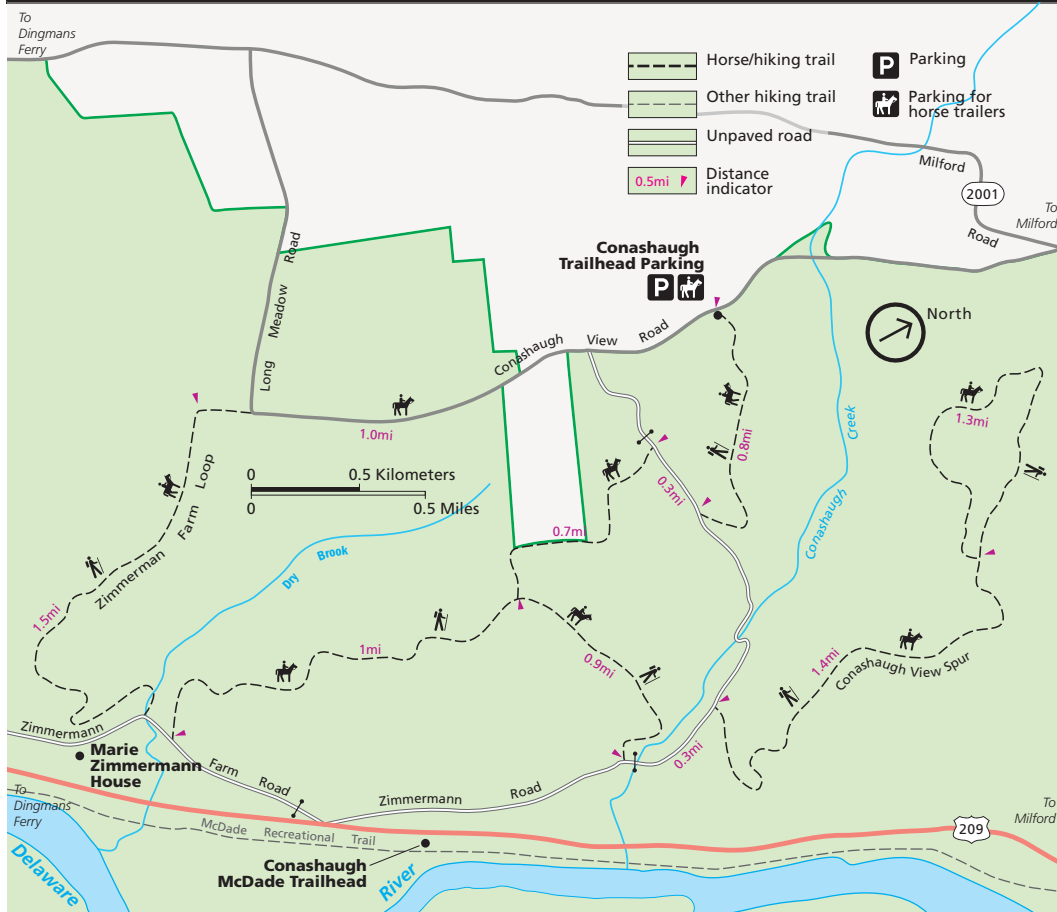 To
Dingmans
Ferry
Horse/hiking trail
P Parking
Other hiking trail
Parking for
horse trailers
Unpaved road
0.5mi
Distance
indicator
Milford
2001
Road
To
Milford
Long Meadow Road
Conashaugh
Trailhead Parking
P
North
Conashaugh View Road
1.0mi
0.8mi
1.3mi
Conashaugh Creek
0 0.5 Kilometers
0 0.5 Miles
Zimmerman Farm Loop
0.3mi
0.7m
Dry Brook
1.5mi
1mi
0.9mi
1.4mi
Conashaugh View Spur
Zimmermann Farm Road
Marie
Zimmermann
House
0.3mi
Zimmermann Road
To
Dingmans
Ferry
To
Milford
209
McDade Recreational Trail
Conashaugh
McDade Trailhead
Delaware River